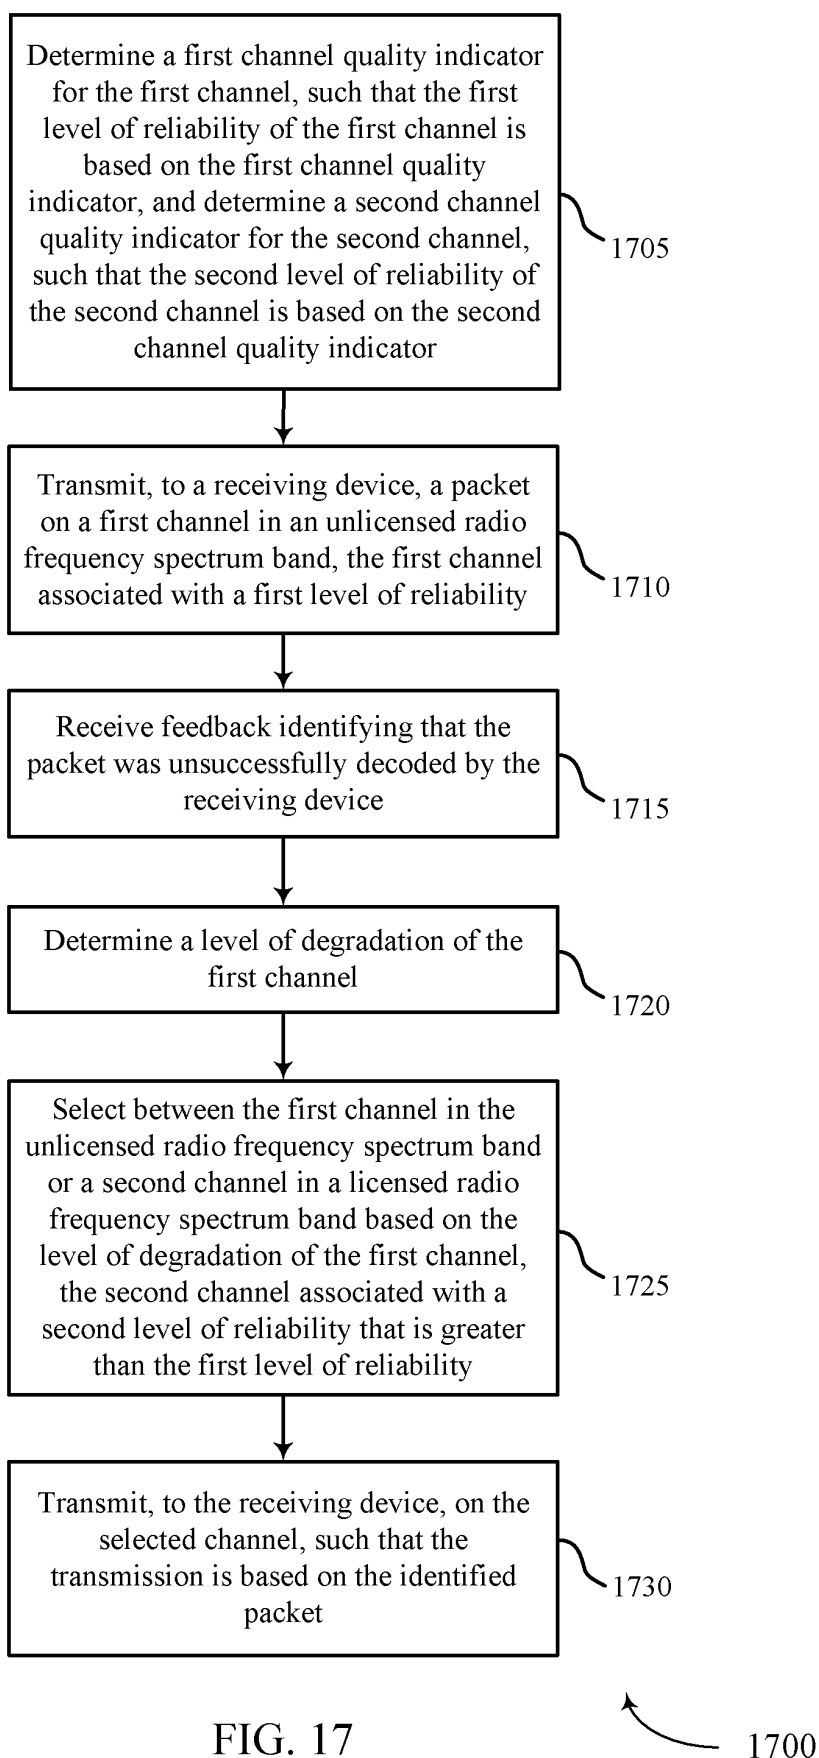 Determine a first channel quality indicator
for the first channel, such that the first
level of reliability of the first channel is
based on the first channel quality
indicator, and determine a second channel
quality indicator for the second channel,
such that the second level of reliability of
the second channel is based on the second
channel quality indicator
1705
Transmit, to a receiving device, a packet
on a first channel in an unlicensed radio
frequency spectrum band, the first channel
associated with a first level of reliability
1710
Receive feedback identifying that the
packet was unsuccessfully decoded by the
receiving device
1715
Determine a level of degradation of the
first channel
1720
Select between the first channel in the
unlicensed radio frequency spectrum band
or a second channel in a licensed radio
frequency spectrum band based on the
level of degradation of the first channel,
the second channel associated with a
second level of reliability that is greater
than the first level of reliability
1725
Transmit, to the receiving device, on the
selected channel, such that the
transmission is based on the identified
packet
1730
FIG. 17
1700